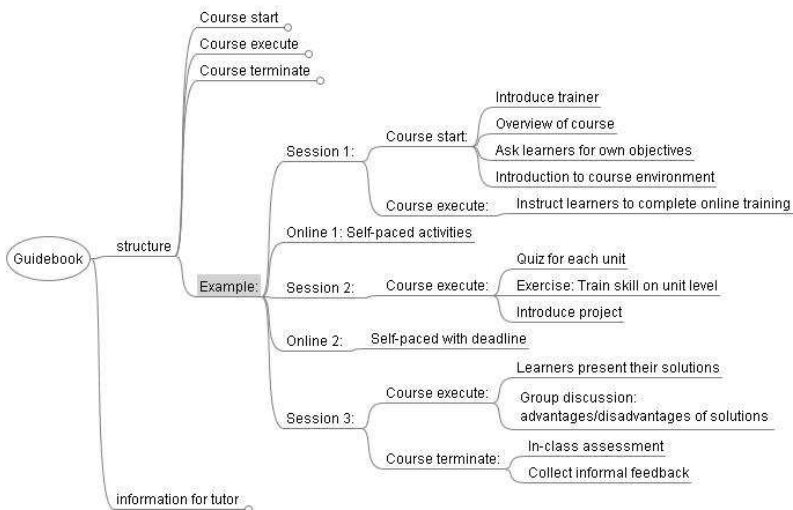 Guidebook
structure
Course start
Course execute
Course terminate
Example:
Session 1:
Course start:
Introduce trainer
Overview of course
Ask learners for own objectives
Introduction to course environment
Course execute:
Instruct learners to complete online training
Online 1: Self-paced activities
Session 2:
Course execute:
Quiz for each unit
Exercise: Train skill on unit level
Introduce project
Online 2:
Self-paced with deadline
Session 3:
Course execute:
Learners present their solutions
Group discussion:
advantages/disadvantages of solutions
Course terminate:
In-class assessment
Collect informal feedback
information for tutor